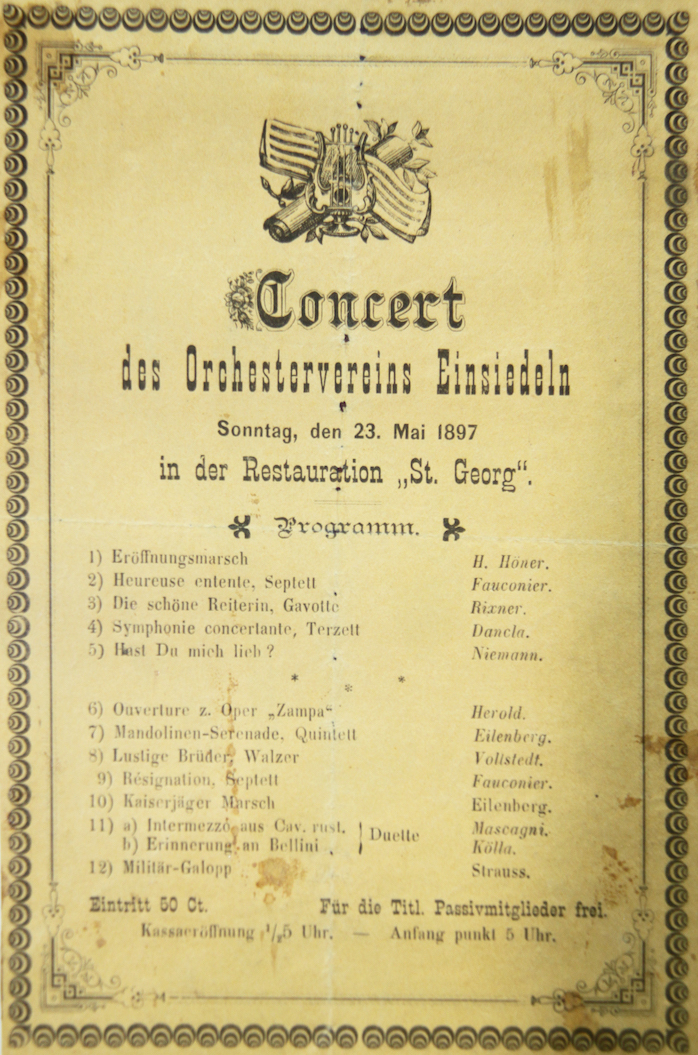 Concert
des Orchestervereins Einsiedeln
Sonntag, den 23. Mai 1897
in der Restauration „St. Georg“.
Programm.
1) Eröffnungsmarsch H. Höner.
2) Heureuse entente, Septett Fauconier.
3) Die schöne Reiterin, Gavotte Rixner.
4) Symphonie concertante, Terzett Dancla.
5) Hast Du mich lieb? Niemann.
* * *
6) Ouverture z. Oper „Zampa“ Herold.
7) Mandolinen-Serenade, Quintett Eilenberg.
8) Lustige Brüder, Walzer Vollstedt.
9) Résignation, Septett Fauconier.
10) Kaiserjäger Marsch Eilenberg.
11) a) Intermezzo aus Cav. rust. Mascagni.
b) Erinnerung an Bellini Duette Kölla.
12) Militär-Galopp Strauss.
Eintritt 50 Ct. Für die Titl. Passivmitglieder frei.
Kassaeröffnung ½5 Uhr. — Anfang punkt 5 Uhr.